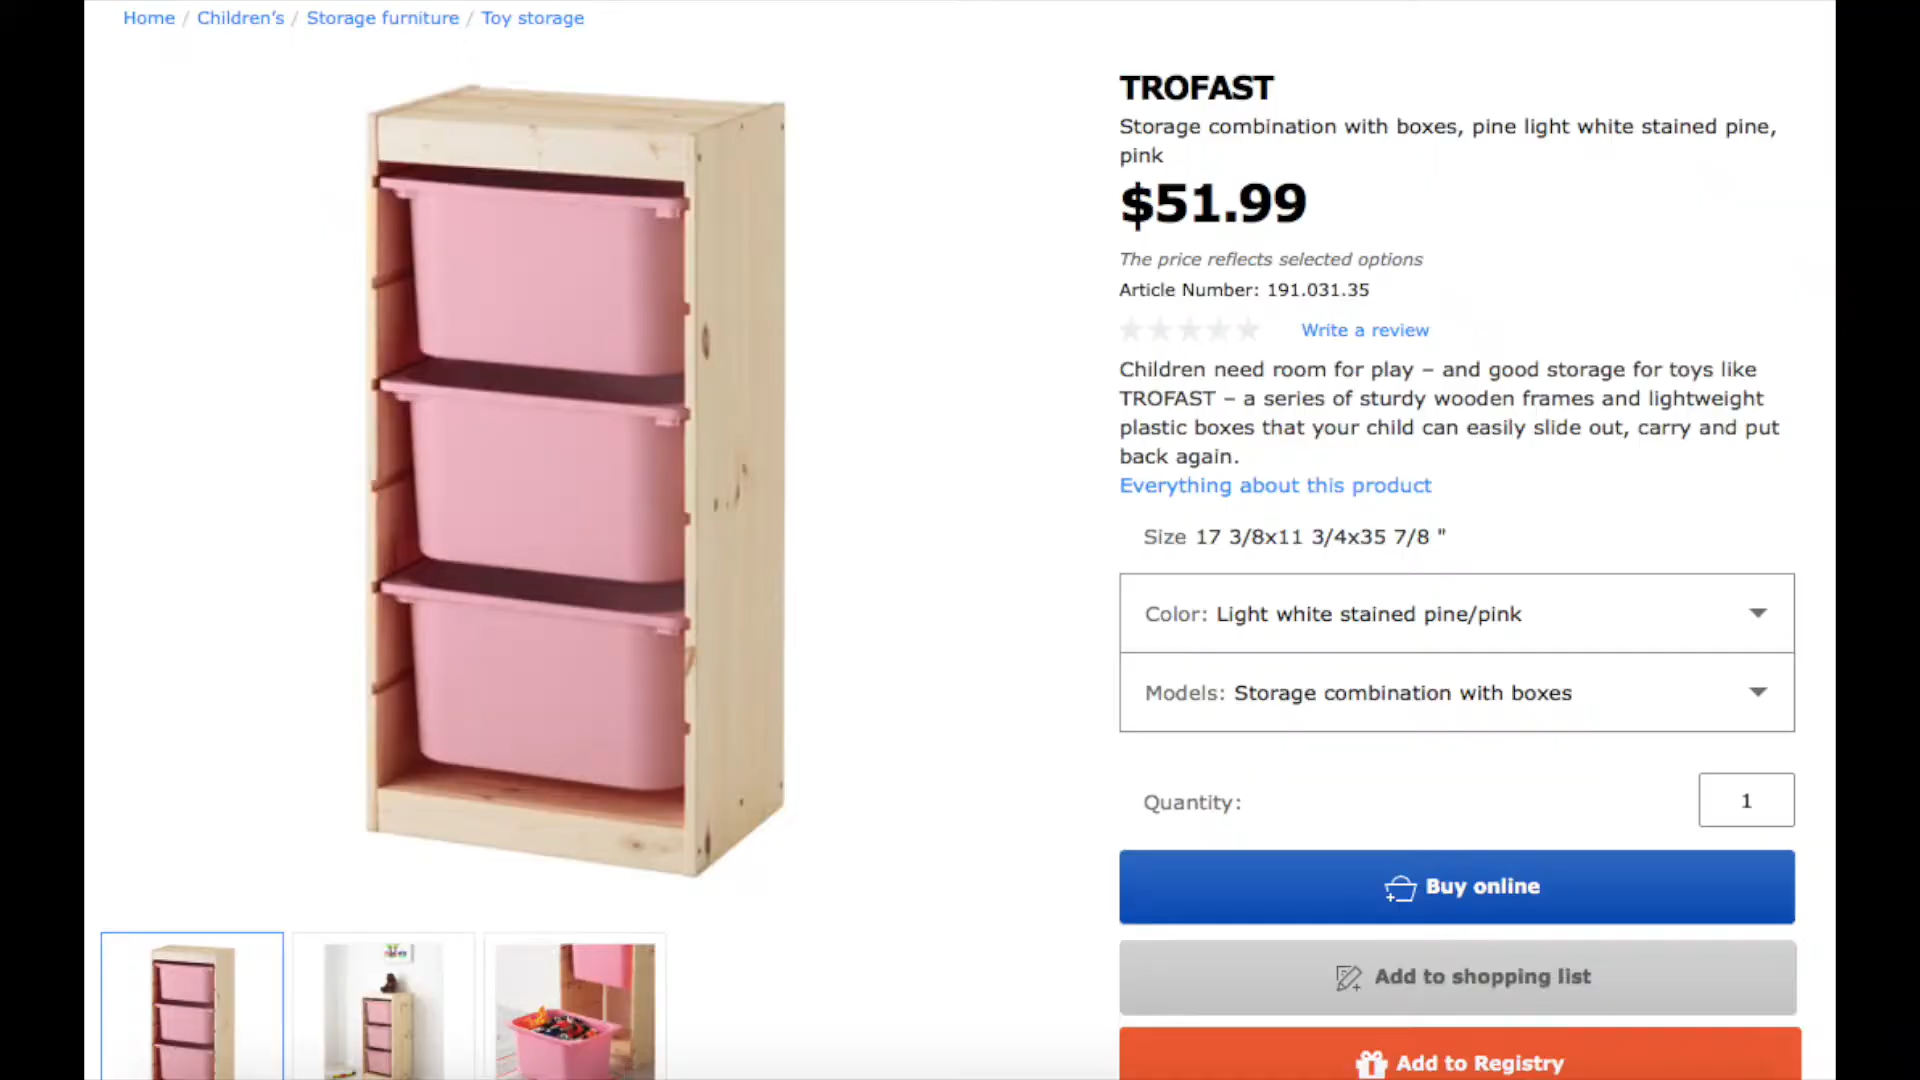 Home / Children’s / Storage furniture / Toy storage
TROFAST
Storage combination with boxes, pine light white stained pine,
pink
$51.99
The price reflects selected options
Article Number: 191.031.35
Write a review
Children need room for play – and good storage for toys like
TROFAST – a series of sturdy wooden frames and lightweight
plastic boxes that your child can easily slide out, carry and put
back again.
Everything about this product
Size 17 3/8x11 3/4x35 7/8 "
Color: Light white stained pine/pink
Models: Storage combination with boxes
Quantity: 1
Buy online
Add to shopping list
Add to Registry